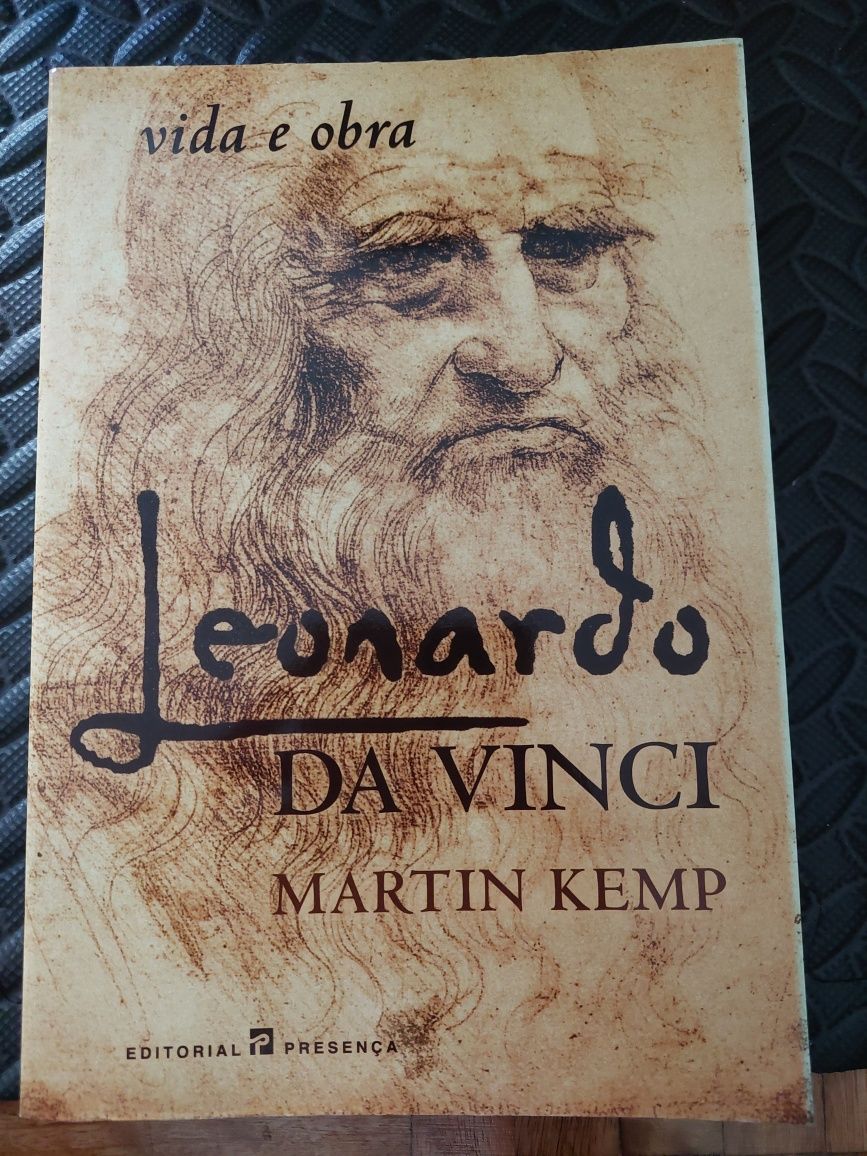 vida e obra
Leonardo
DA VINCI
MARTIN KEMP
EDITORIAL PRESENÇA